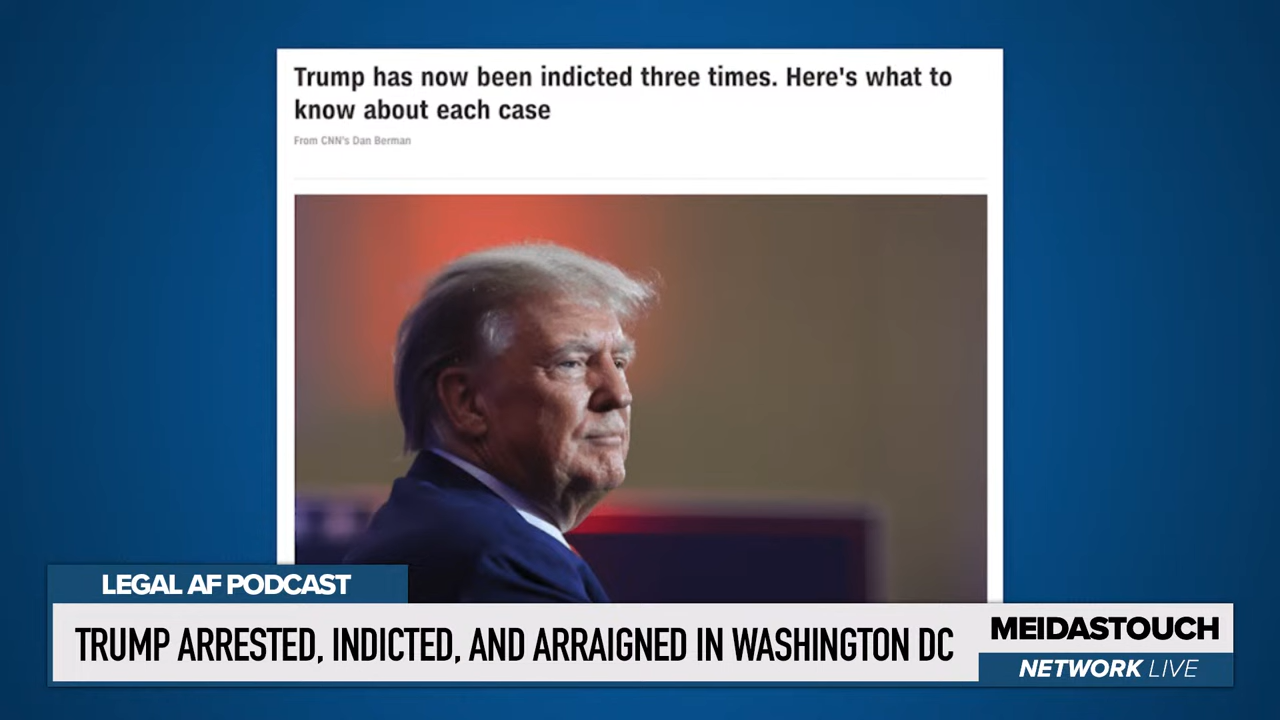 Trump has now been indicted three times. Here's what to
know about each case
From CNN's Dan Berman
LEGAL AF PODCAST
TRUMP ARRESTED, INDICTED, AND ARRAIGNED IN WASHINGTON DC
MEIDASTOUCH
NETWORK LIVE